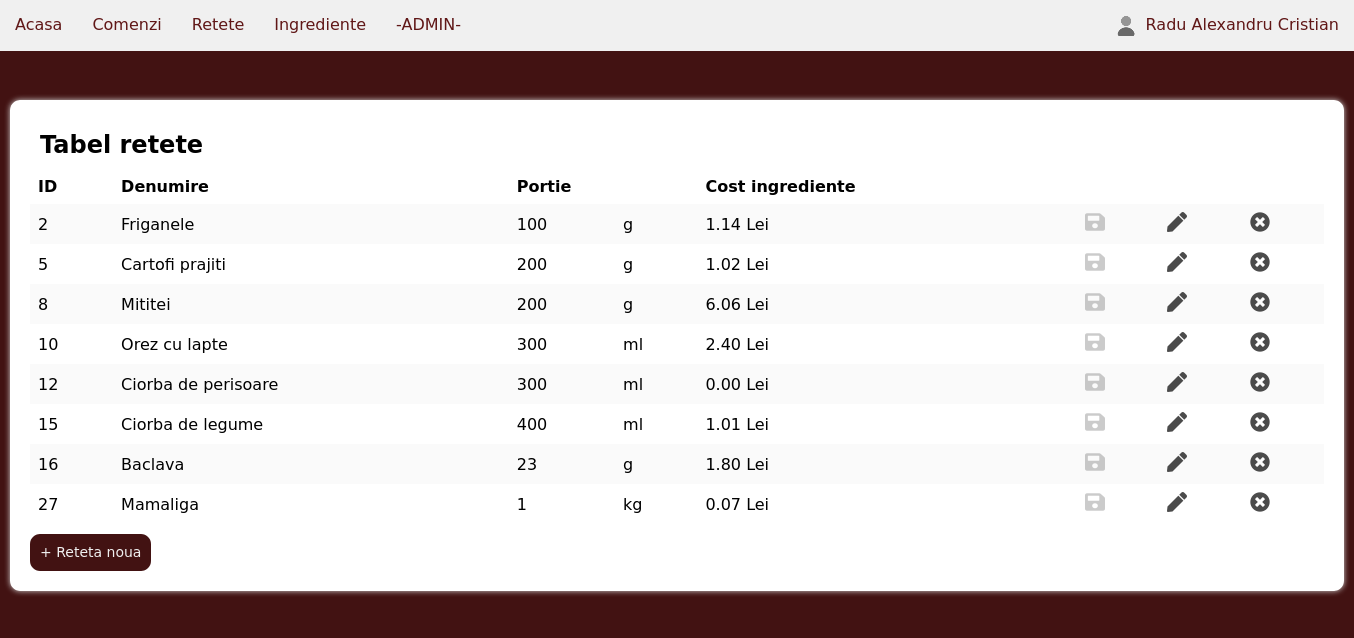 Acasa Comenzi Retete Ingrediente -ADMIN- Radu Alexandru Cristian
Tabel retete
ID Denumire Portie Cost ingrediente
2 Friganele 100 g 1.14 Lei
5 Cartofi prajiti 200 g 1.02 Lei
8 Mititei 200 g 6.06 Lei
10 Orez cu lapte 300 ml 2.40 Lei
12 Ciorba de perisoare 300 ml 0.00 Lei
15 Ciorba de legume 400 ml 1.01 Lei
16 Baclava 23 g 1.80 Lei
27 Mamaliga 1 kg 0.07 Lei
+ Reteta noua